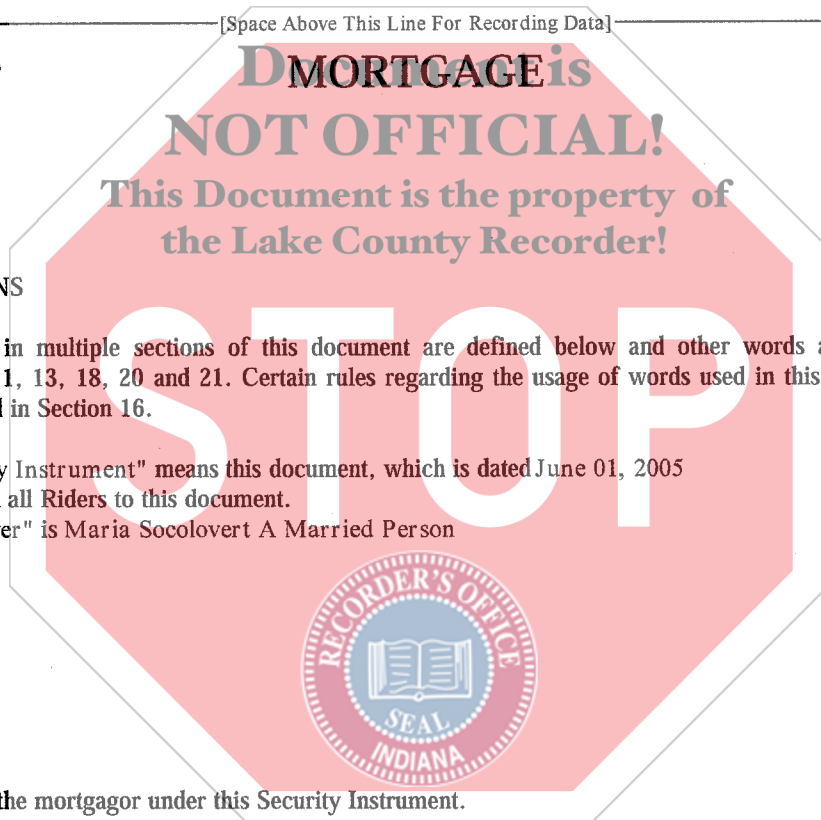 [Space Above This Line For Recording Data]
MORTGAGE
Document is
NOT OFFICIAL!
This Document is the property of
the Lake County Recorder!
NS
in multiple sections of this document are defined below and other words
1, 13, 18, 20 and 21. Certain rules regarding the usage of words used in this
in Section 16.
STOP
y Instrument" means this document, which is dated June 01, 2005
all Riders to this document.
er" is Maria Socolovert A Married Person
RECORDER'S OFFICE
SEAL
INDIANA
the mortgagor under this Security Instrument.